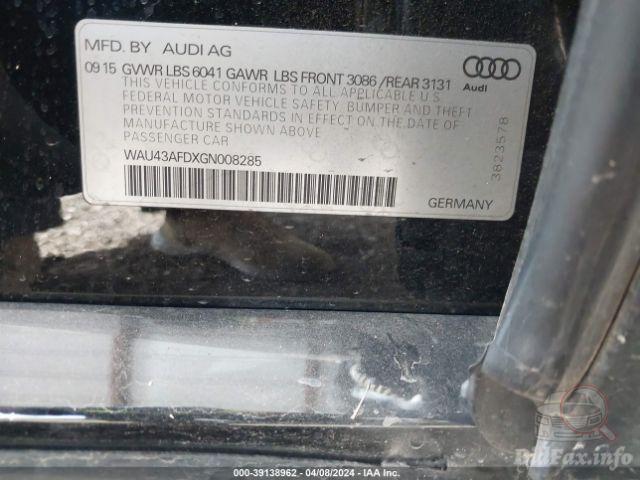 MFD. BY AUDI AG
09 15 GVWR LBS 6041 GAWR LBS FRONT 3086 /REAR 3131
THIS VEHICLE CONFORMS TO ALL APPLICABLE U.S.
FEDERAL MOTOR VEHICLE SAFETY, BUMPER AND THEFT
PREVENTION STANDARDS IN EFFECT ON THE DATE OF
MANUFACTURE SHOWN ABOVE
PASSENGER CAR
WAU43AFDXGN008285
Audi
3823578
GERMANY
IndFax.info
000-39138962 - 04/08/2024 - IAA Inc.